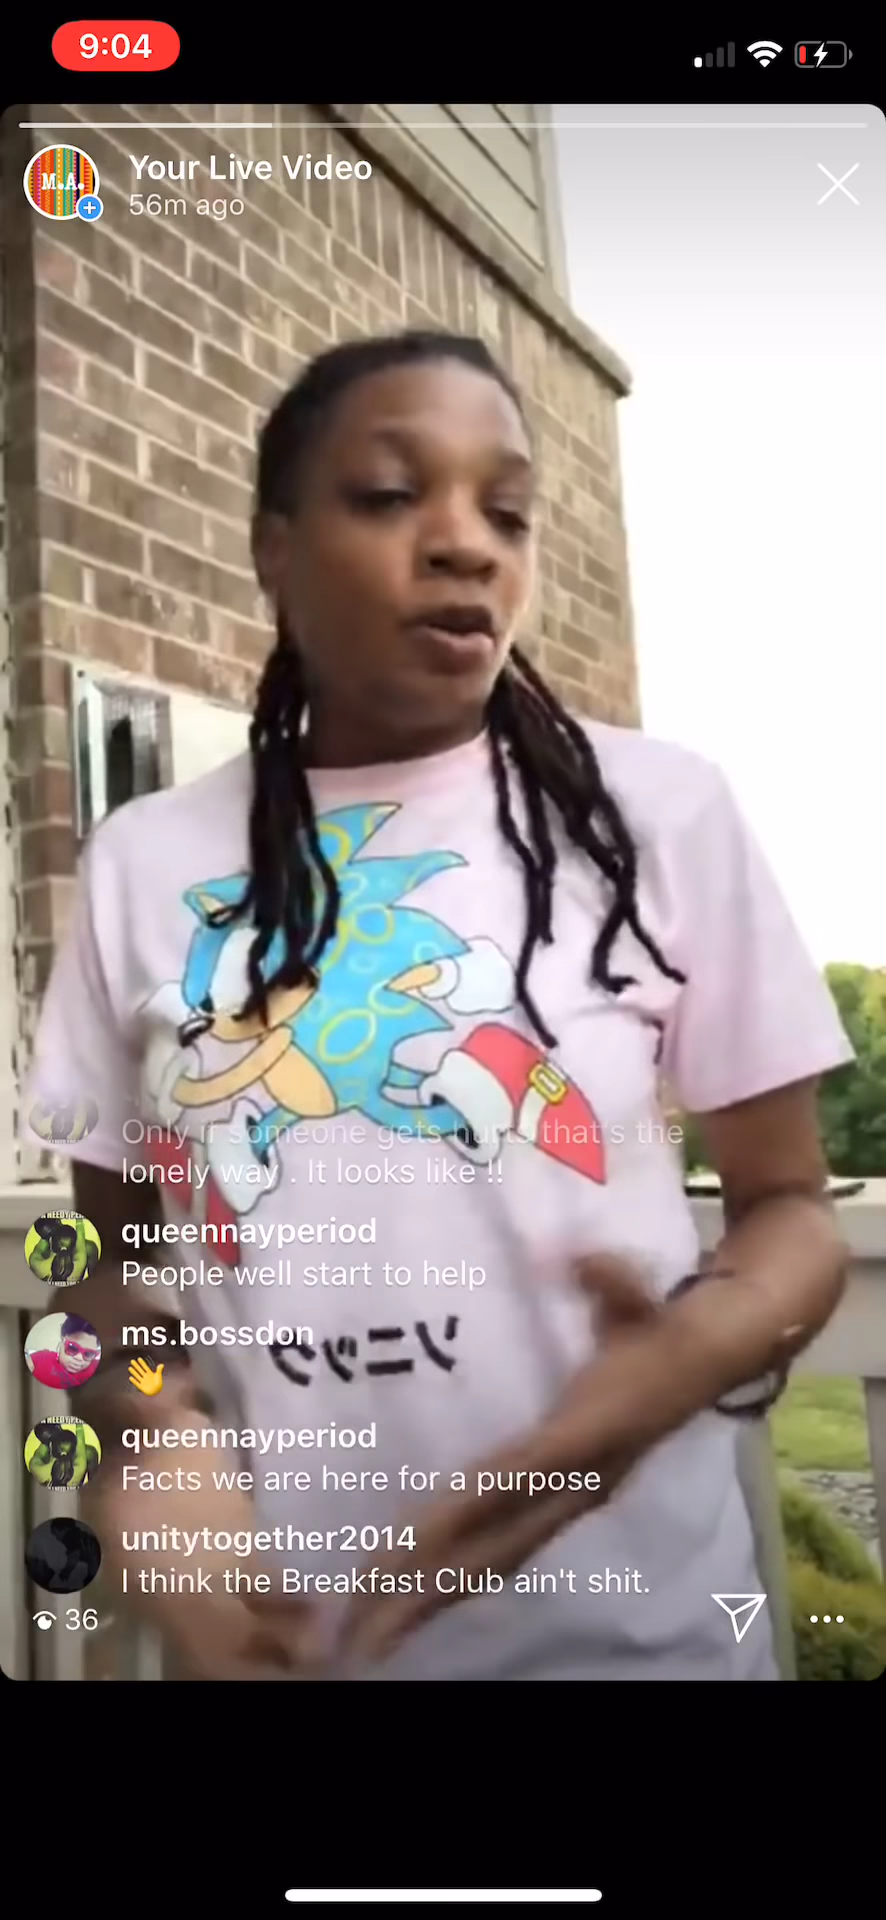 9:04
M.A.
Your Live Video
56m ago
Only if someone gets hurts that's the
lonely way . It looks like !!
queennayperiod
People well start to help
ソニック
ms.bossdon
👋
queennayperiod
Facts we are here for a purpose
unitytogether2014
I think the Breakfast Club ain't shit.
36